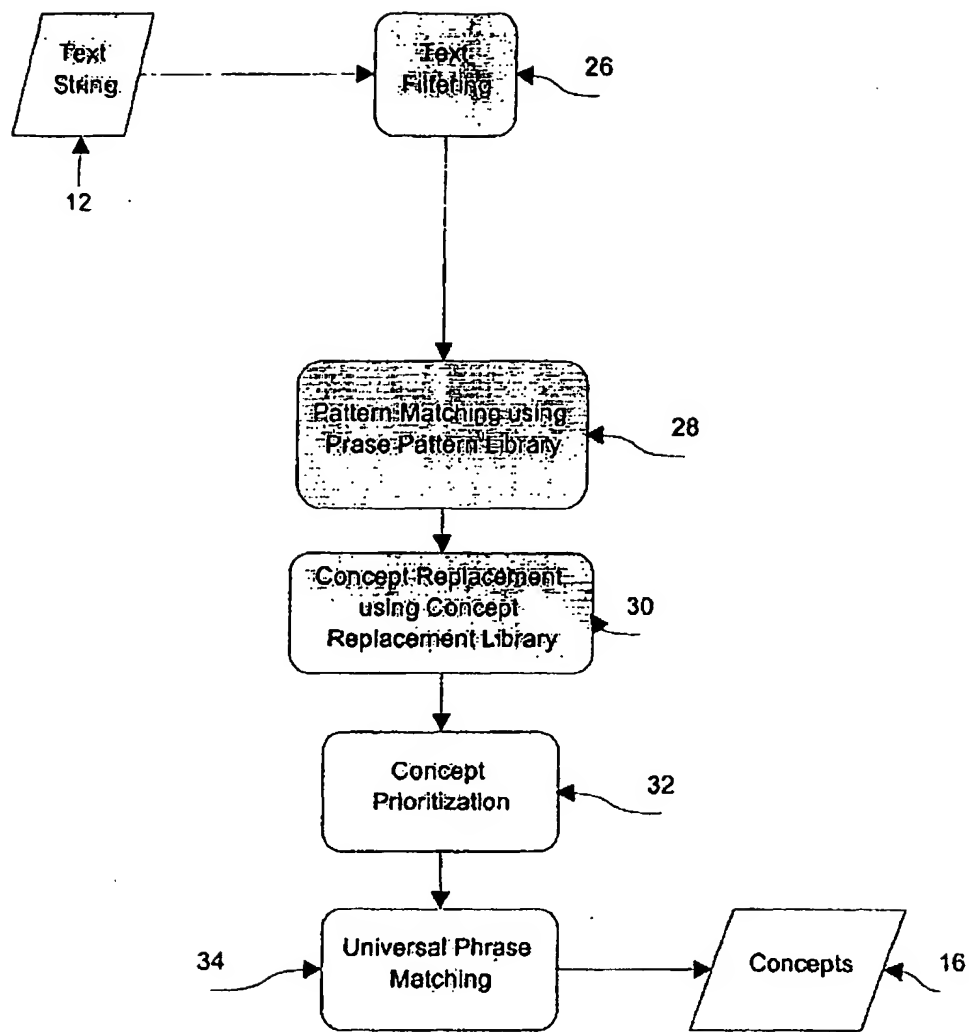 Text
String
12
Text
Filtering
26
Pattern Matching using
Prase Pattern Library
28
Concept Replacement
using Concept
Replacement Library
30
Concept
Prioritization
32
Universal Phrase
Matching
34
Concepts
16